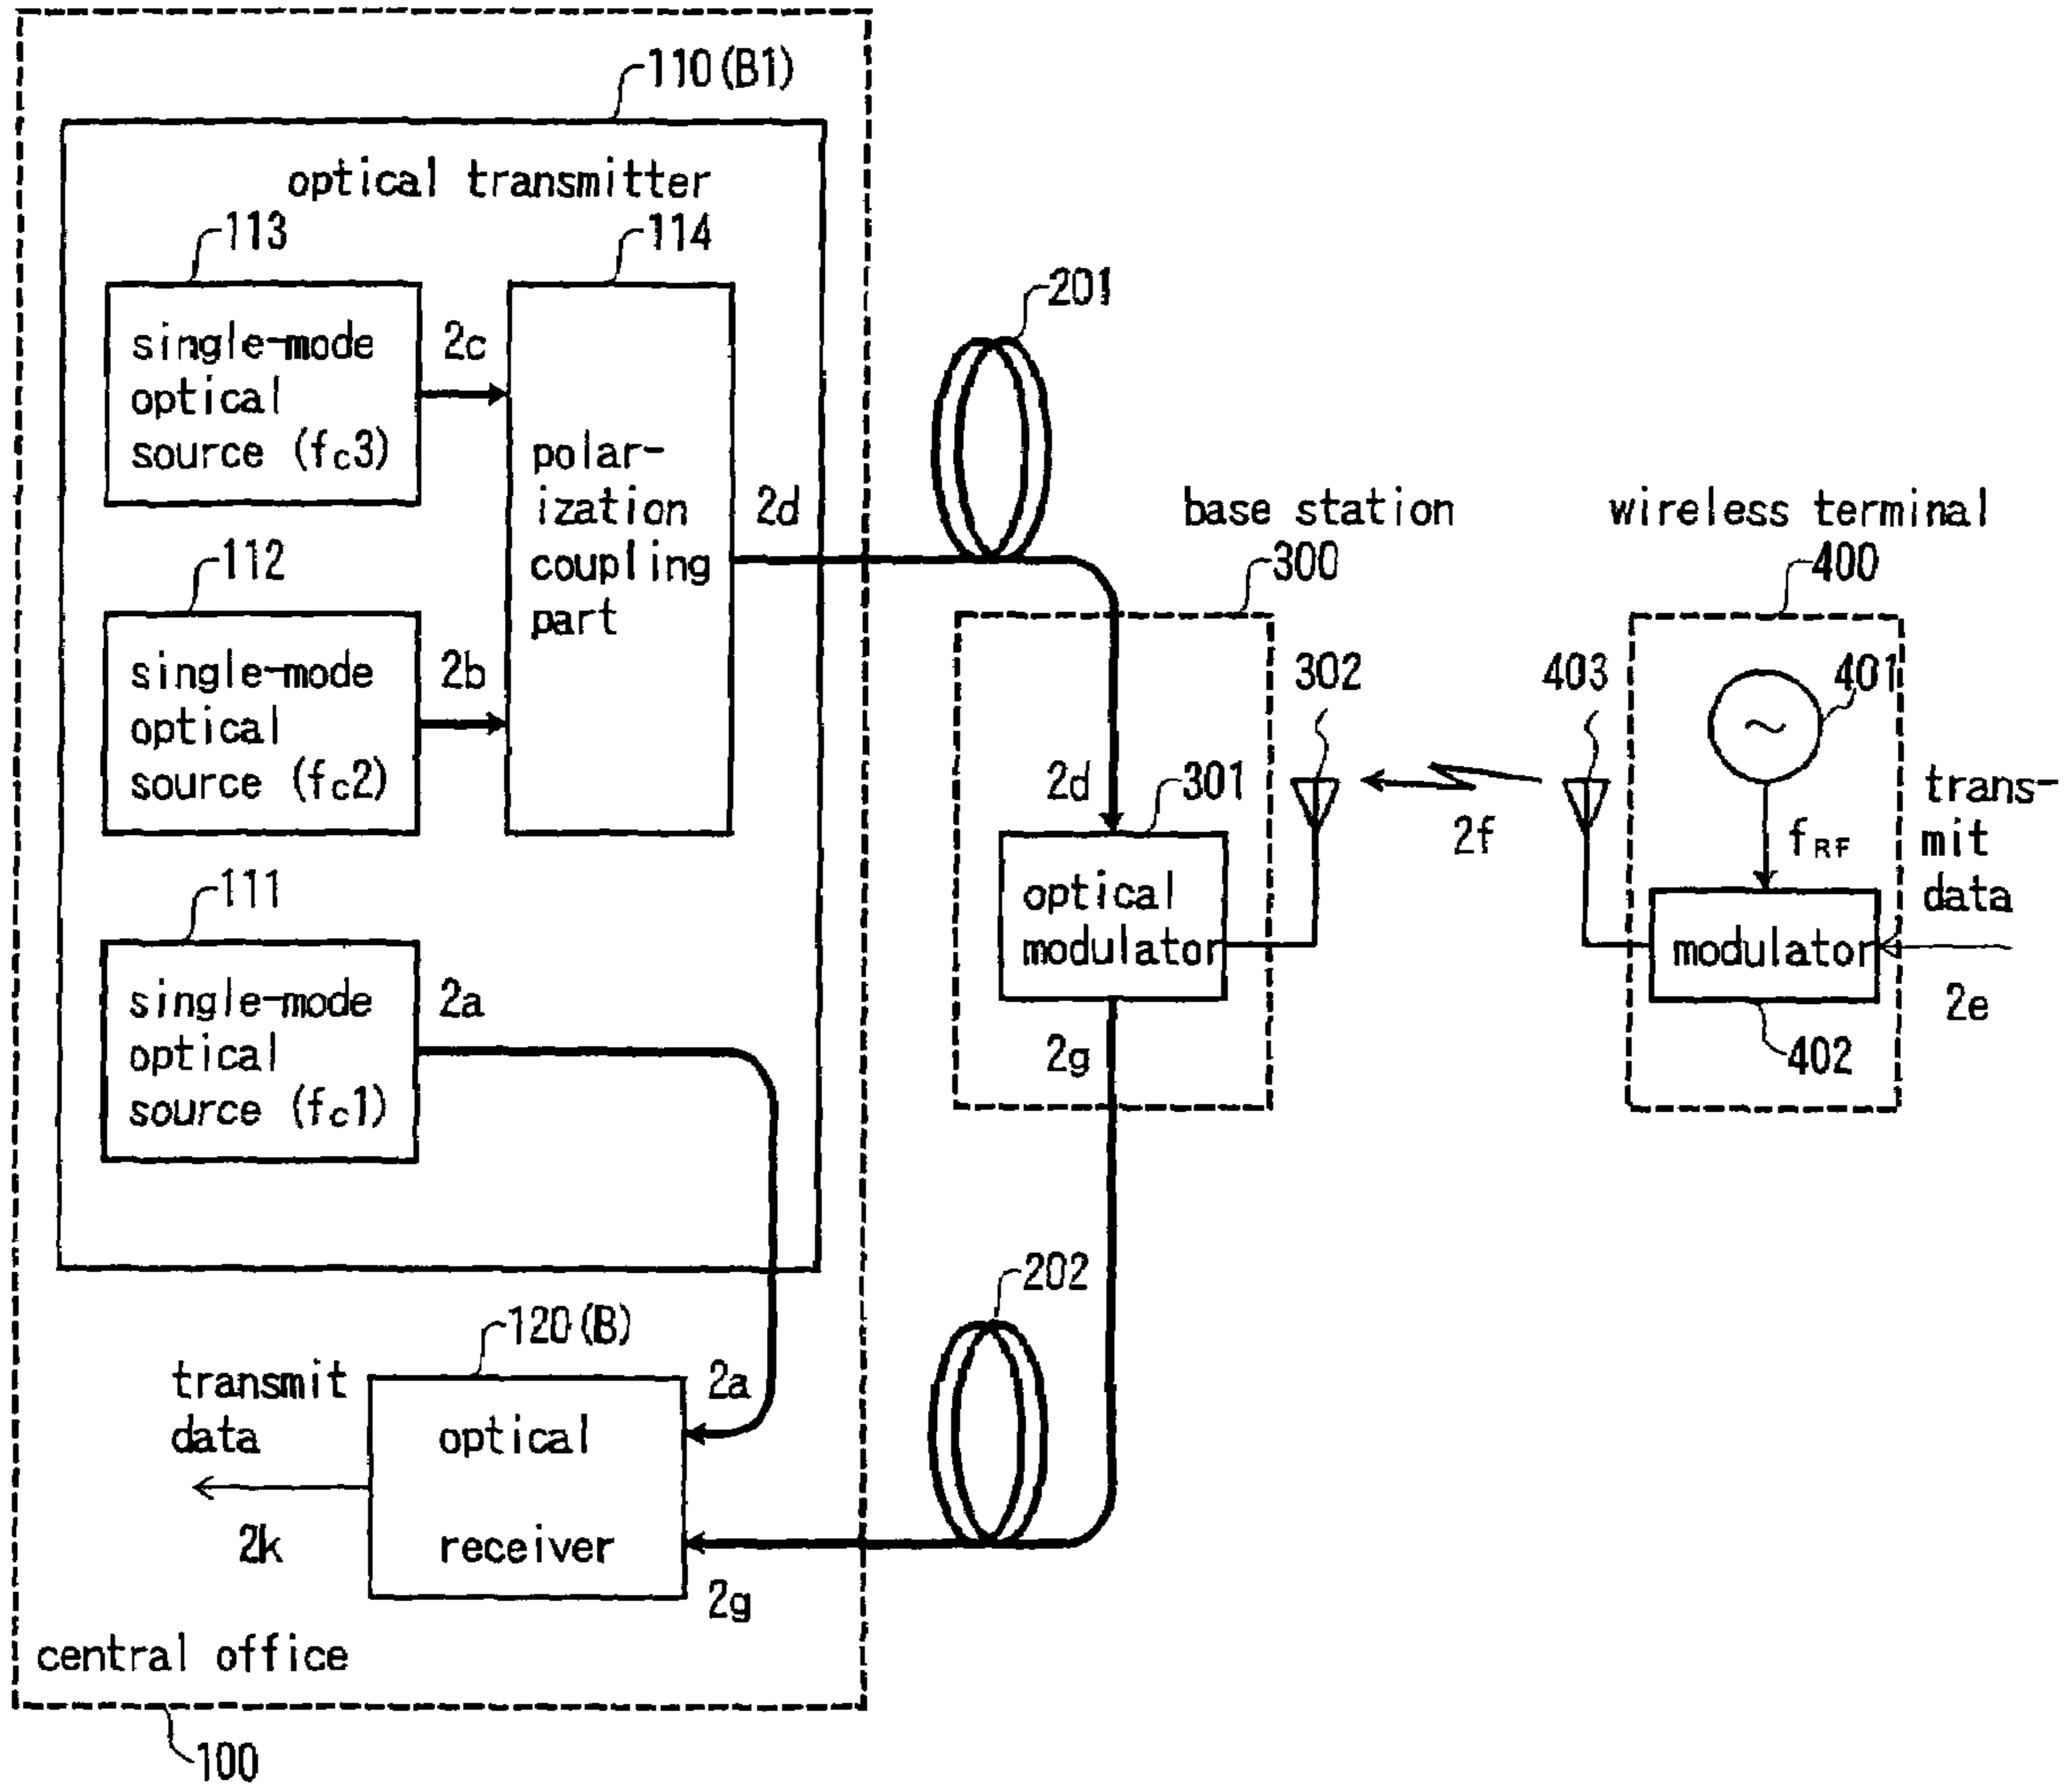 110(B1)
optical transmitter
113
114
single-mode
optical
source (fc3)
2c
polar-
ization
coupling
part
2d
201
112
single-mode
optical
source (fc2)
2b
111
single-mode
optical
source (fc1)
2a
base station
300
wireless terminal
400
302
403
401
2d
301
optical
modulator
2f
fRF
trans-
mit
data
modulator
2e
402
2g
202
120(B)
transmit
data
2a
optical
receiver
2k
2g
central office
100